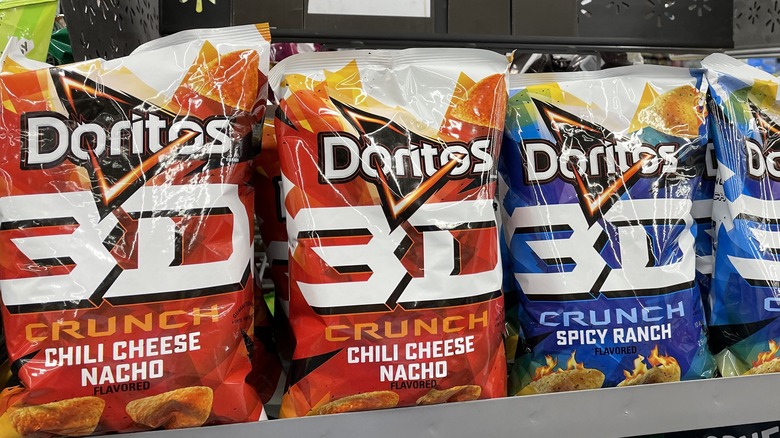 Doritos
3D
CRUNCH
CHILI CHEESE
NACHO
FLAVORED
Doritos
3D
CRUNCH
CHILI CHEESE
NACHO
FLAVORED
Doritos
3D
CRUNCH
SPICY RANCH
FLAVORED
Do